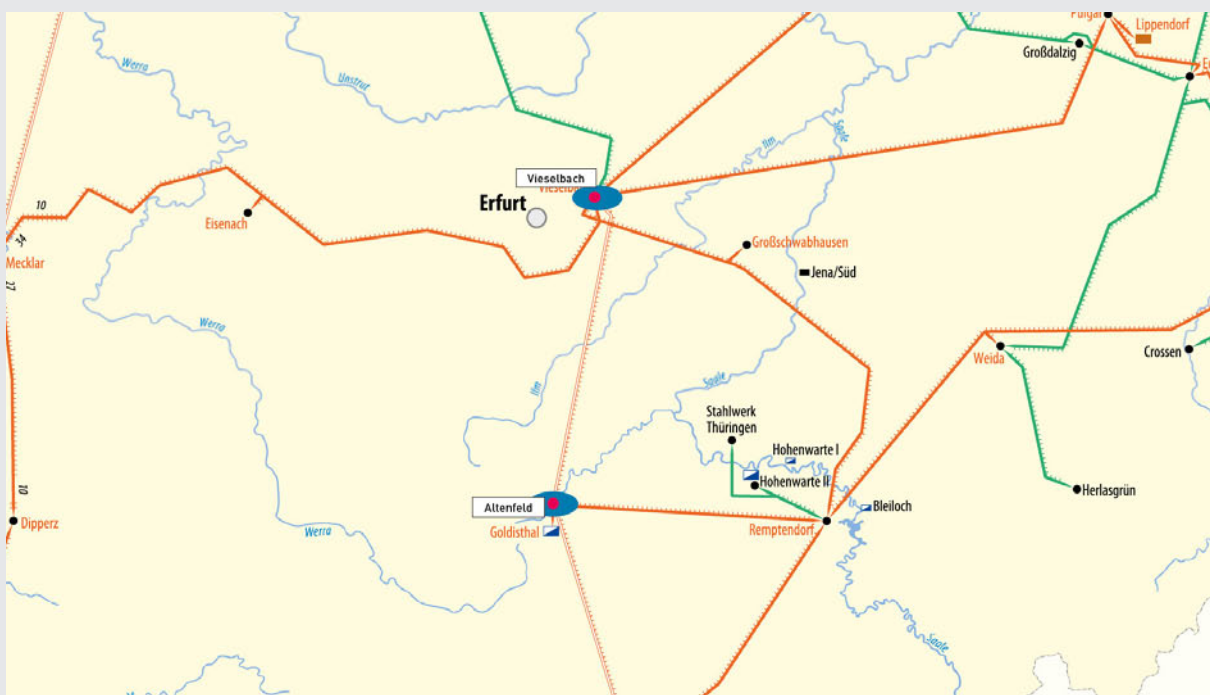 Pulgar
Lippendorf
Großdalzig
Werra
Unstrut
Ilm
Saale
Vieselbach
Erfurt
10
Eisenach
34
Mecklar
27
Großschwabhausen
Jena/Süd
Werra
Weida
Crossen
Ilm
Saale
Stahlwerk
Thüringen
Hohenwarte I
Hohenwarte II
Herlasgrün
10
Altenfeld
Bleiloch
Dipperz
Goldisthal
Remptendorf
Werra
Saale